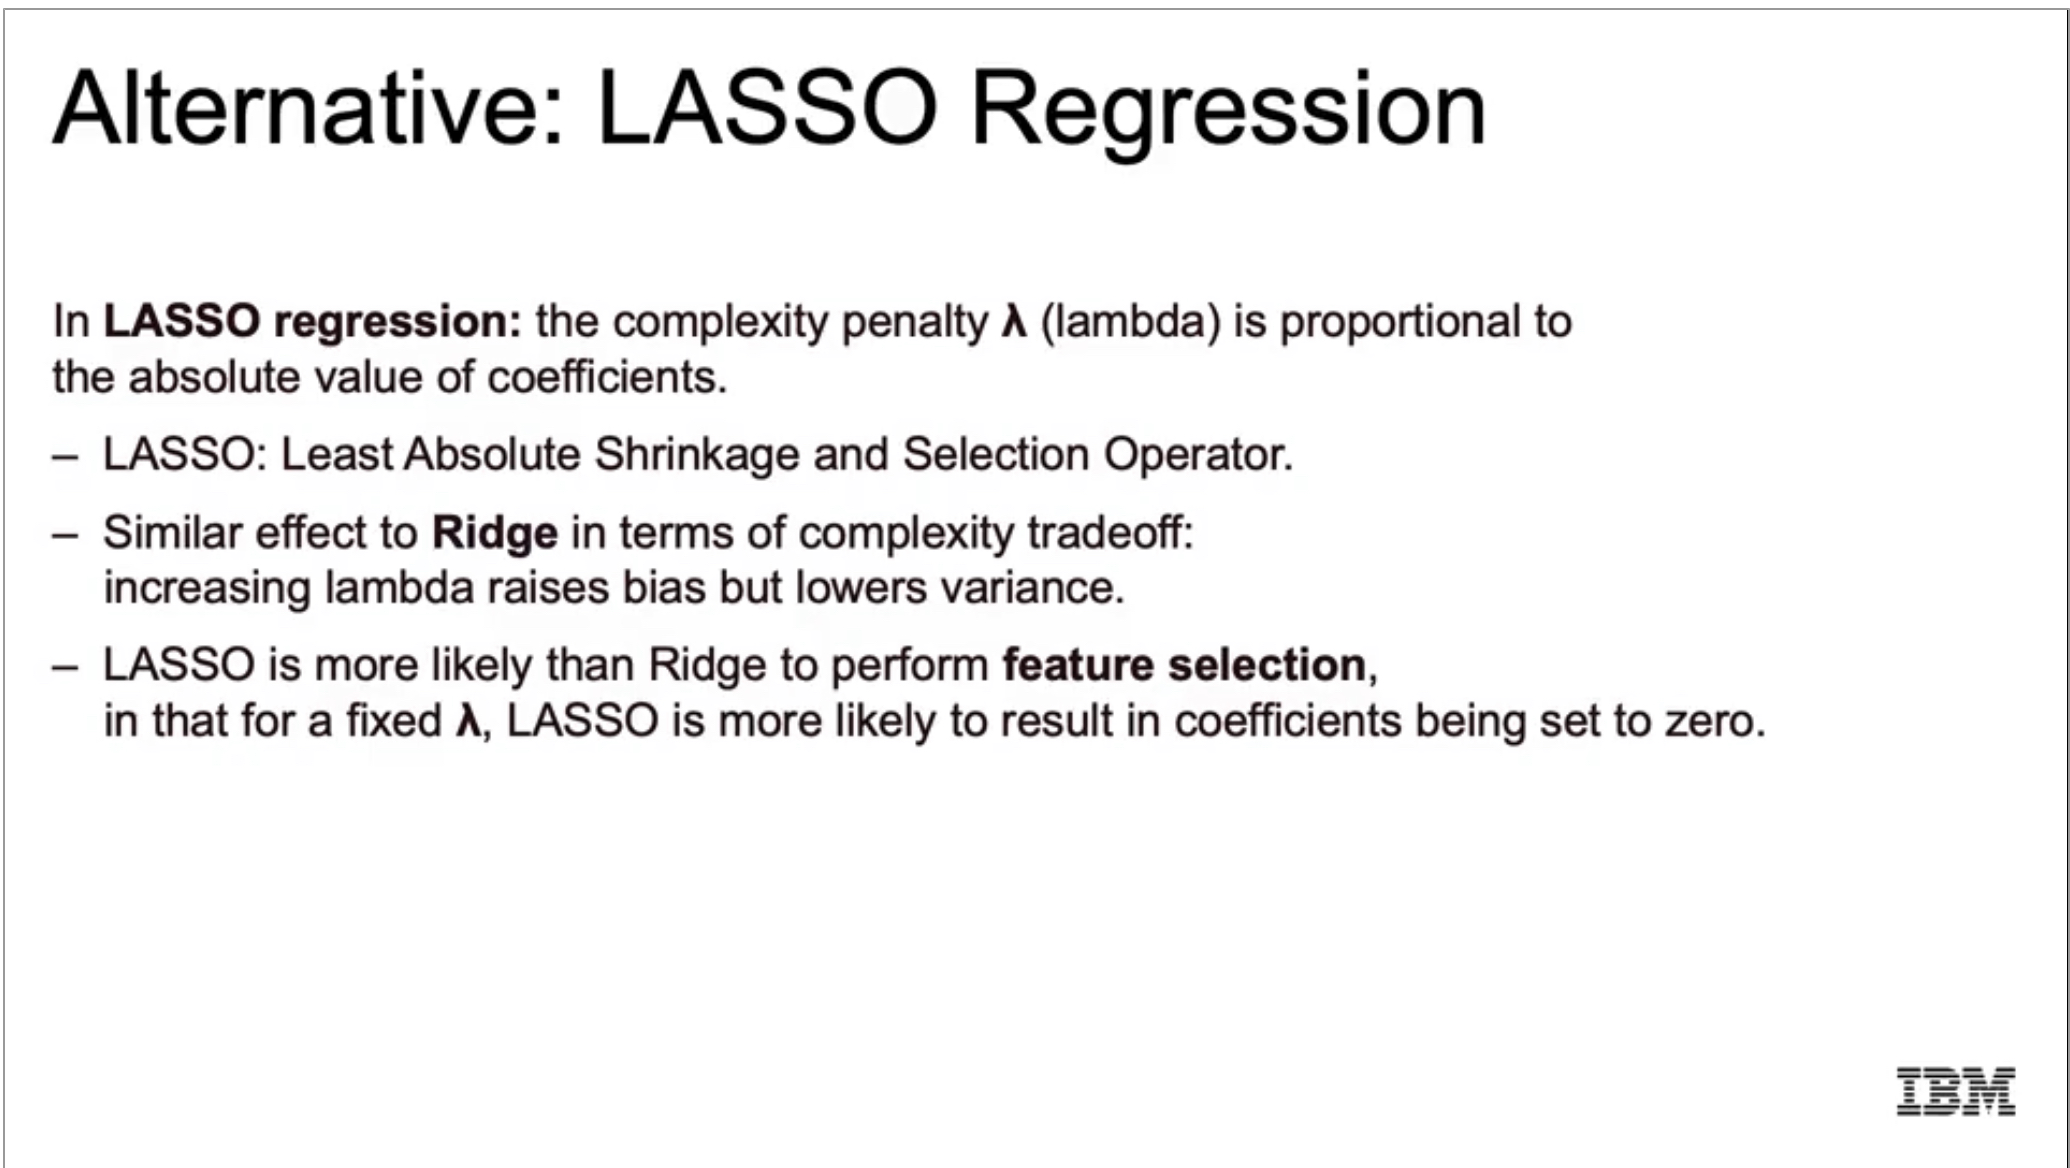 Alternative: LASSO Regression
In LASSO regression: the complexity penalty λ (lambda) is proportional to
the absolute value of coefficients.
– LASSO: Least Absolute Shrinkage and Selection Operator.
– Similar effect to Ridge in terms of complexity tradeoff:
increasing lambda raises bias but lowers variance.
– LASSO is more likely than Ridge to perform feature selection,
in that for a fixed λ, LASSO is more likely to result in coefficients being set to zero.
IBM